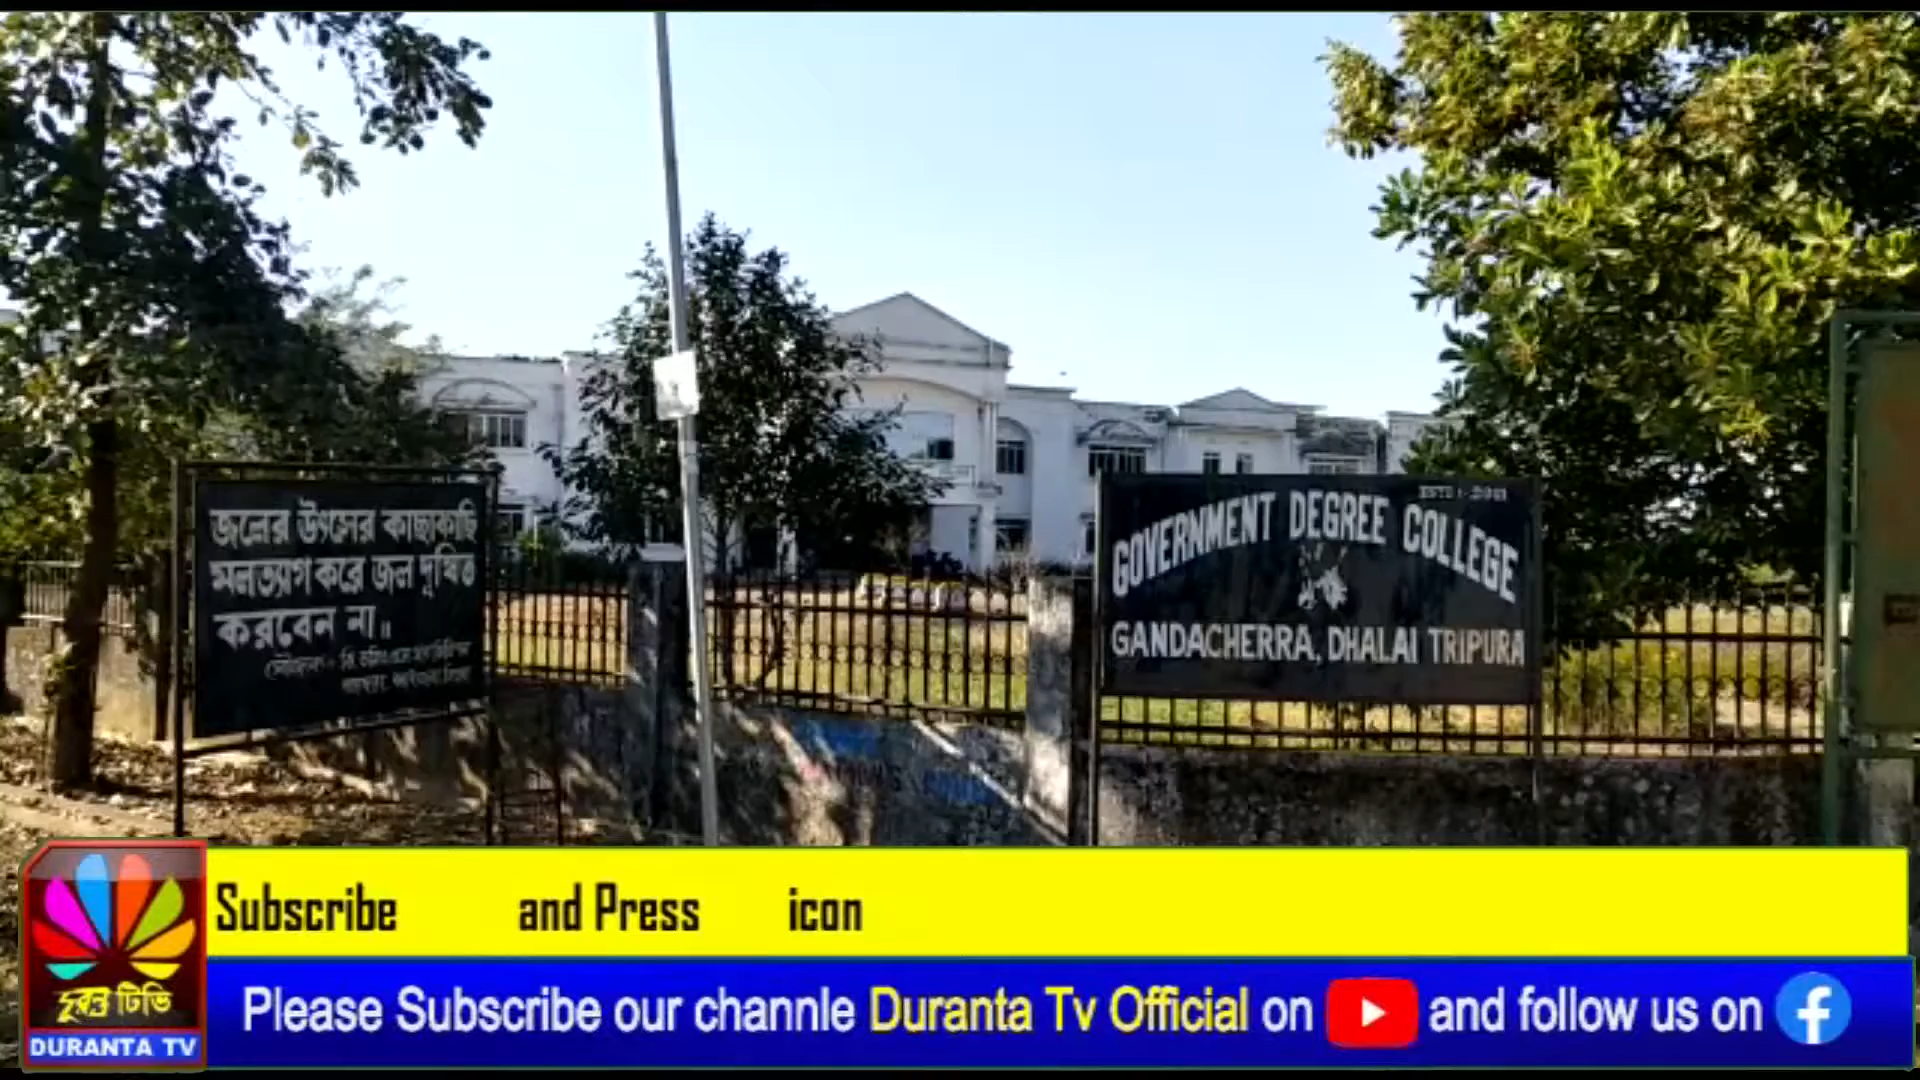 জলের উৎসের কাছাকাছি
মলত্যাগ করে জল দূষিত
করবেন না।
ESTD :
GOVERNMENT DEGREE COLLEGE
GANDACHERRA, DHALAI TRIPURA
Subscribe and Press icon
Please Subscribe our channle Duranta Tv Official on and follow us on
দুরন্ত টিভি
DURANTA TV